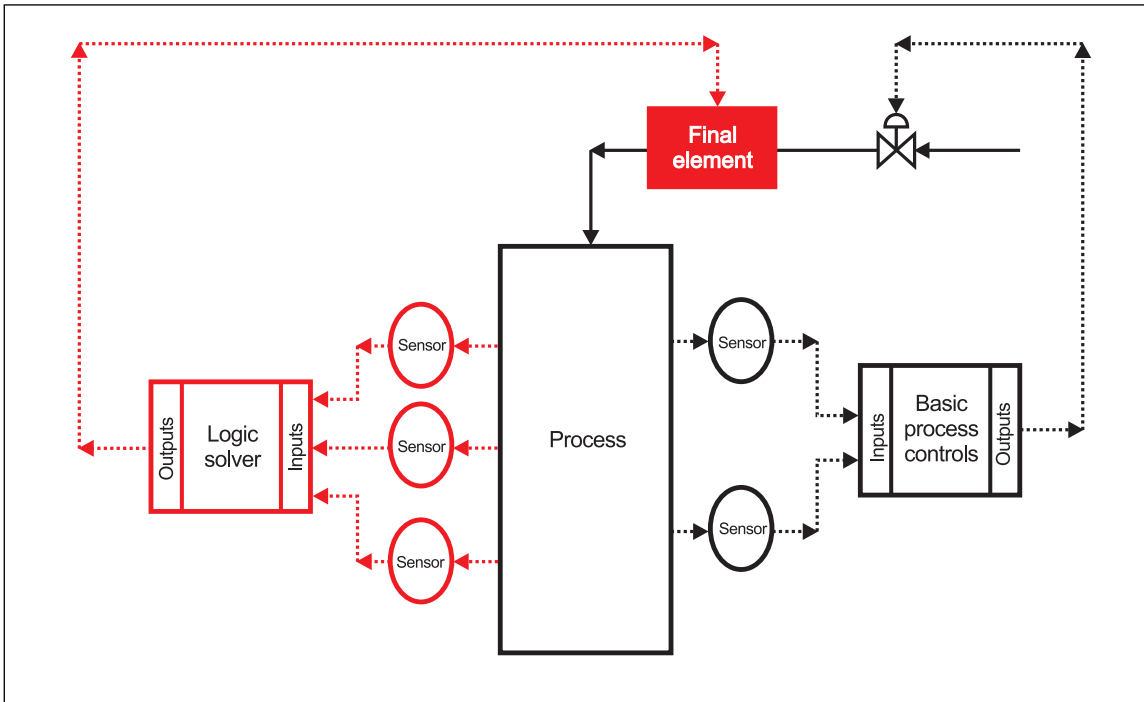 Final
element
Sensor
Sensor
Sensor
Outputs
Logic
solver
Inputs
Process
Sensor
Sensor
Inputs
Basic
process
controls
Outputs